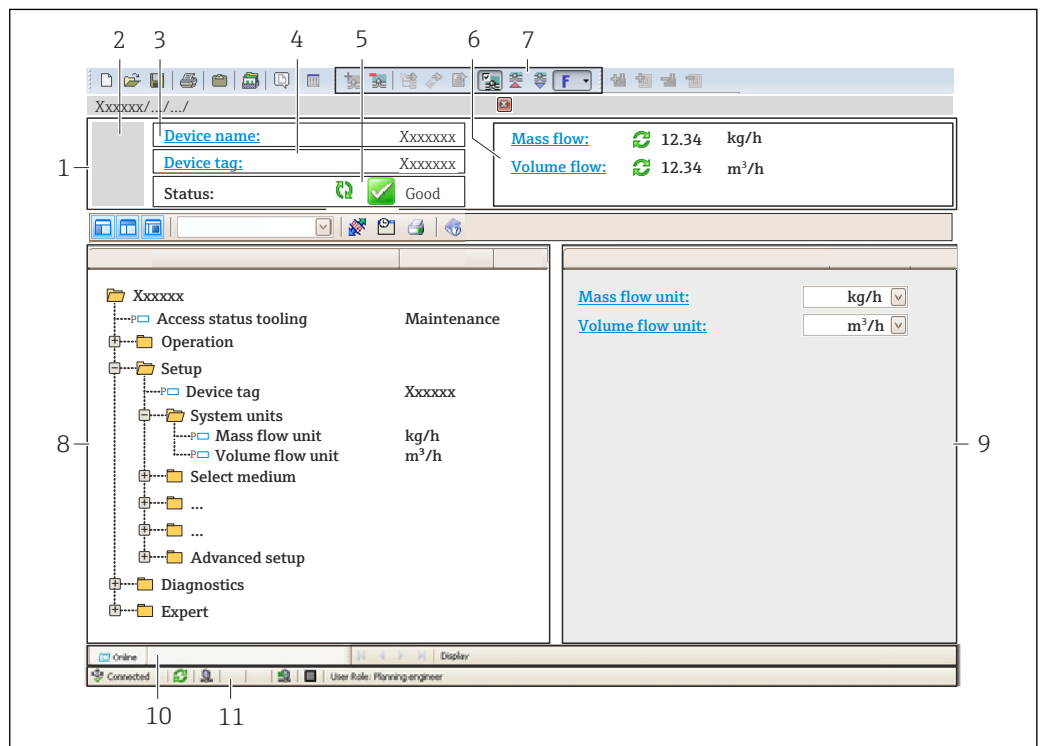 2 3 4 5 6 7
F
Xxxxxx/.../.../
1
Device name: Xxxxxxx
Device tag: Xxxxxxx
Status: Good
Mass flow: 12.34 kg/h
Volume flow: 12.34 m³/h
Xxxxxx
P Access status tooling Maintenance
Operation
Setup
P Device tag Xxxxxx
System units
P Mass flow unit kg/h
P Volume flow unit m³/h
Select medium
...
...
Advanced setup
Diagnostics
Expert
Mass flow unit: kg/h
Volume flow unit: m³/h
8
9
Online Display
Connected User Role: Planning engineer
10 11